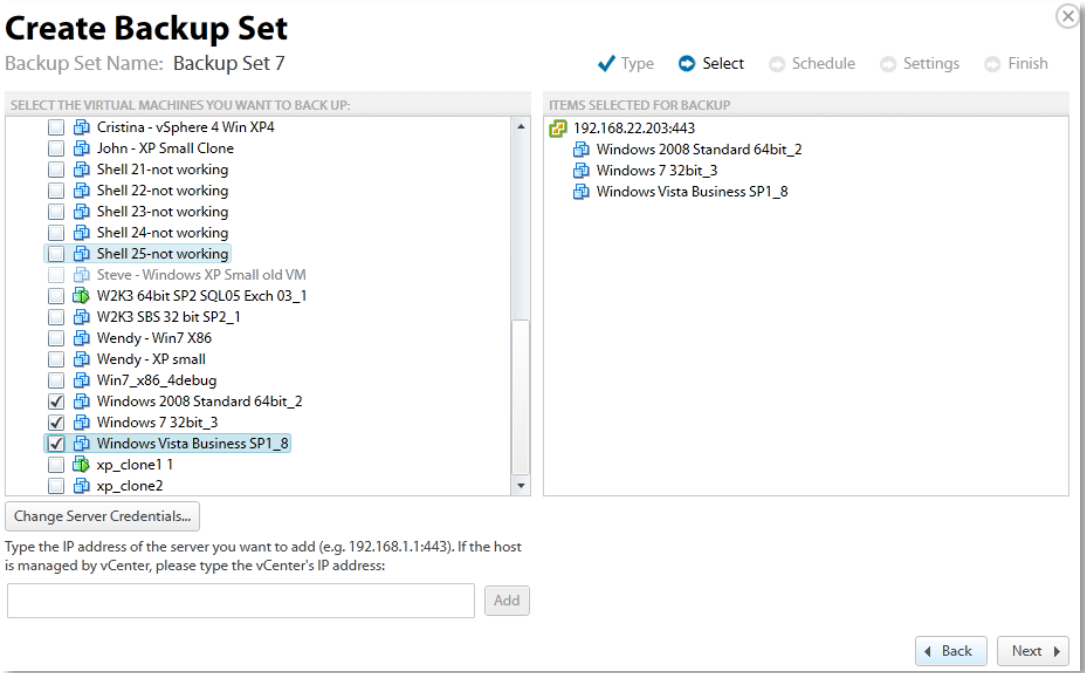 Create Backup Set
Backup Set Name: Backup Set 7
Type
Select
Schedule
Settings
Finish
SELECT THE VIRTUAL MACHINES YOU WANT TO BACK UP:
Cristina - vSphere 4 Win XP4
John - XP Small Clone
Shell 21-not working
Shell 22-not working
Shell 23-not working
Shell 24-not working
Shell 25-not working
Steve - Windows XP Small old VM
W2K3 64bit SP2 SQL05 Exch 03_1
W2K3 SBS 32 bit SP2_1
Wendy - Win7 X86
Wendy - XP small
Win7_x86_4debug
Windows 2008 Standard 64bit_2
Windows 7 32bit_3
Windows Vista Business SP1_8
xp_clone1 1
xp_clone2
ITEMS SELECTED FOR BACKUP
192.168.22.203:443
Windows 2008 Standard 64bit_2
Windows 7 32bit_3
Windows Vista Business SP1_8
Change Server Credentials...
Type the IP address of the server you want to add (e.g. 192.168.1.1:443). If the host
is managed by vCenter, please type the vCenter's IP address:
Add
Back
Next